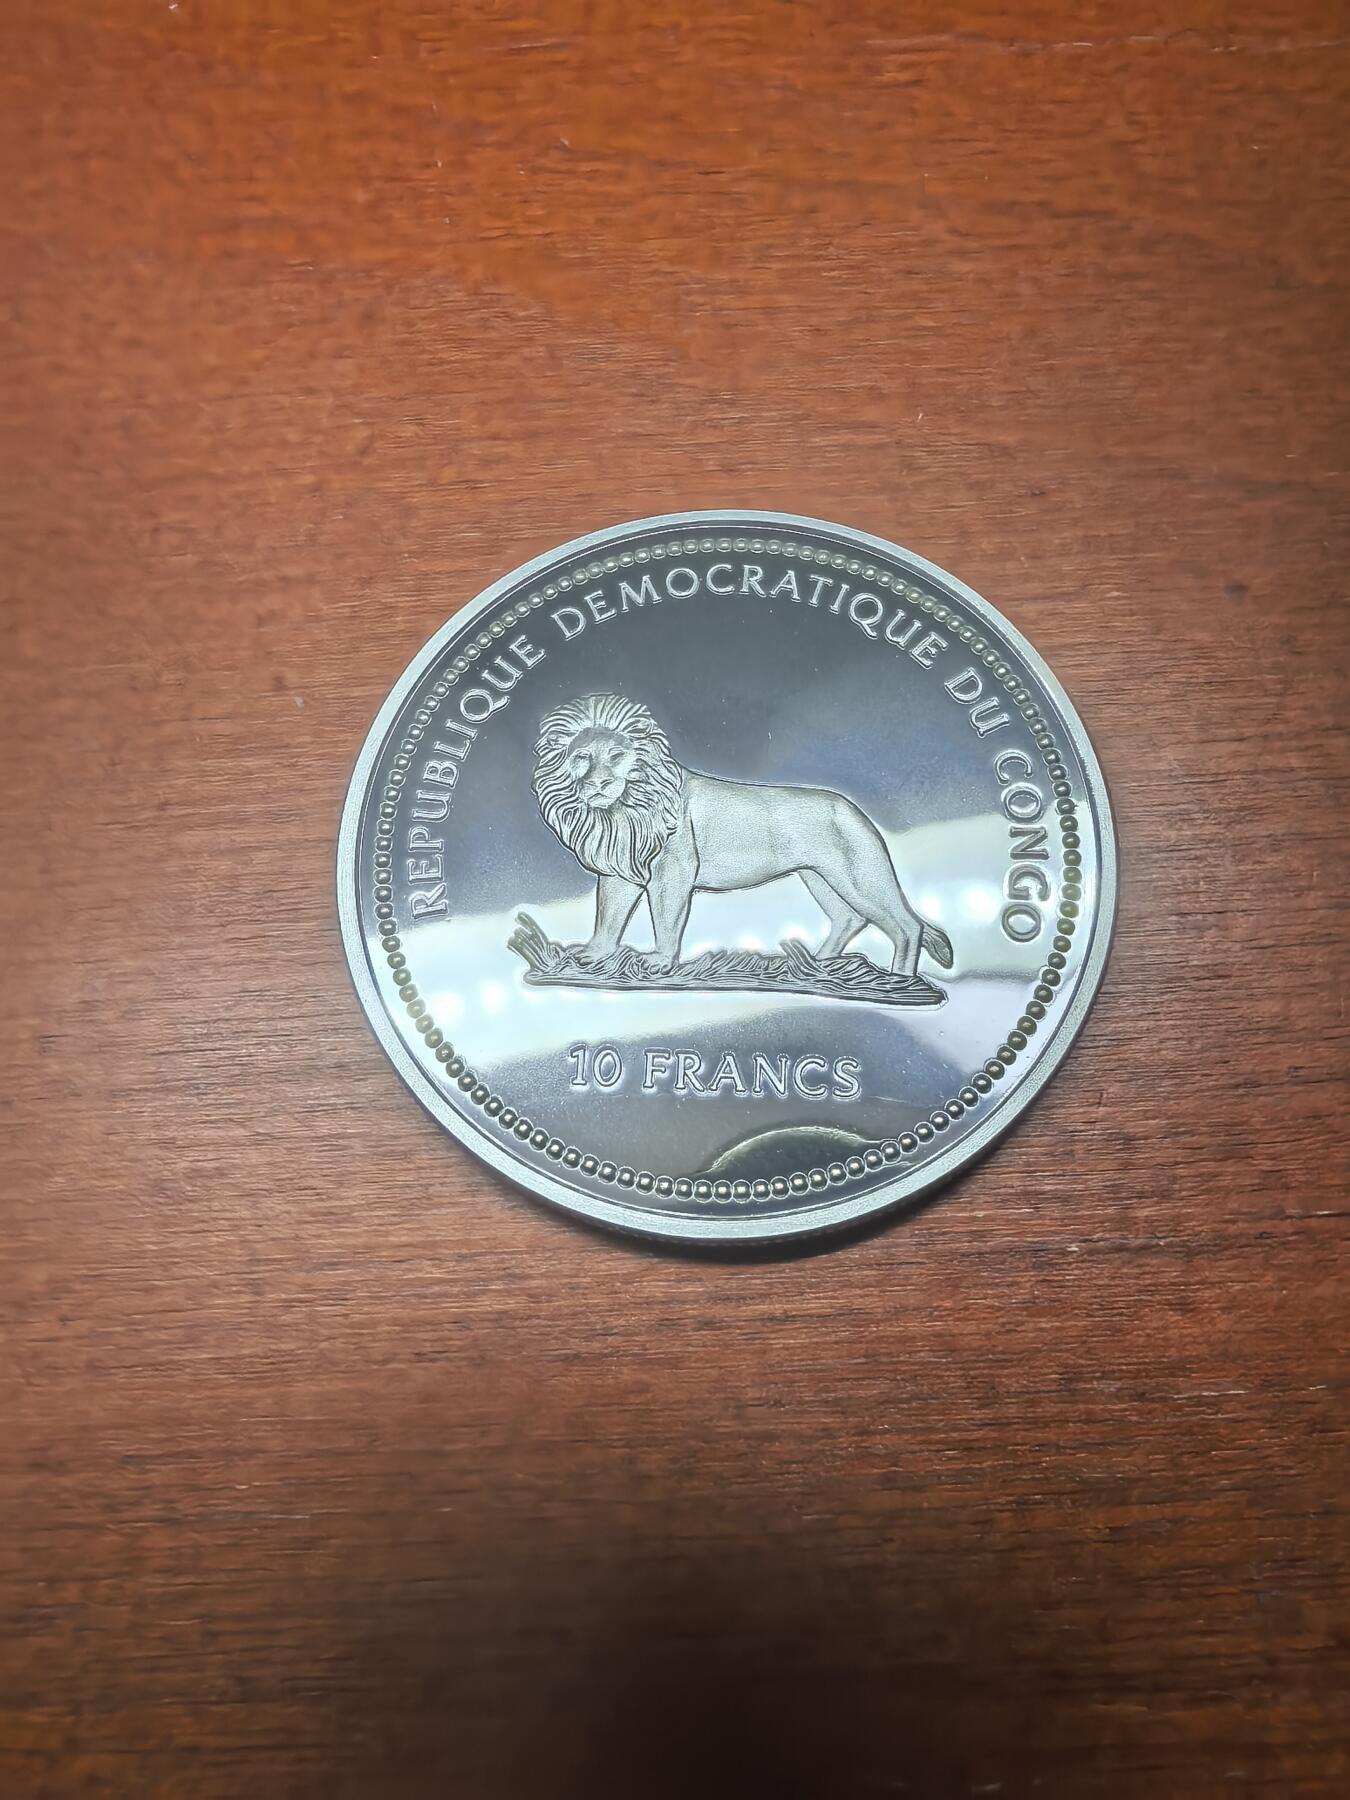 REPUBLIQUE DEMOCRATIQUE DU CONGO
10 FRANCS